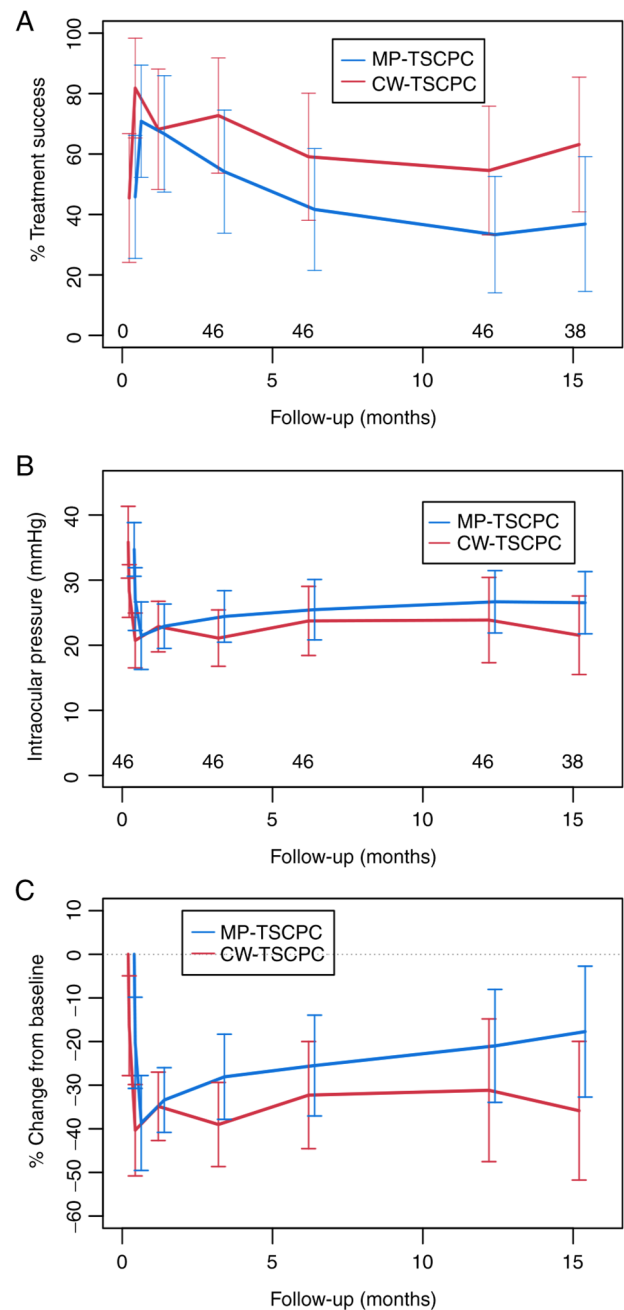 A
% Treatment success
100
80
60
40
20
0
MP-TSCPC
CW-TSCPC
0 46 46 46 38
0 5 10 15
Follow-up (months)
B
Intraocular pressure (mmHg)
40
30
20
10
0
MP-TSCPC
CW-TSCPC
46 46 46 46 38
0 5 10 15
Follow-up (months)
C
% Change from baseline
10
0
−10
−20
−30
−40
−50
−60
MP-TSCPC
CW-TSCPC
0 5 10 15
Follow-up (months)